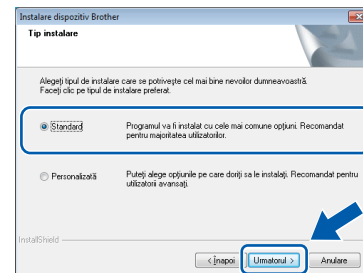 Instalare dispozitiv Brother
Tip instalare
Alegeţi tipul de instalare care se potriveşte cel mai bine nevoilor dumneavoastră.
Faceţi clic pe tipul de instalare preferat.
Standard
Programul va fi instalat cu cele mai comune opţiuni. Recomandat
pentru majoritatea utilizatorilor.
Personalizată
Puteţi alege opţiunile pe care doriţi sa le instalaţi. Recomandat pentru
utilizatorii avansaţi.
InstallShield
< Înapoi
Urmatorul >
Anulare